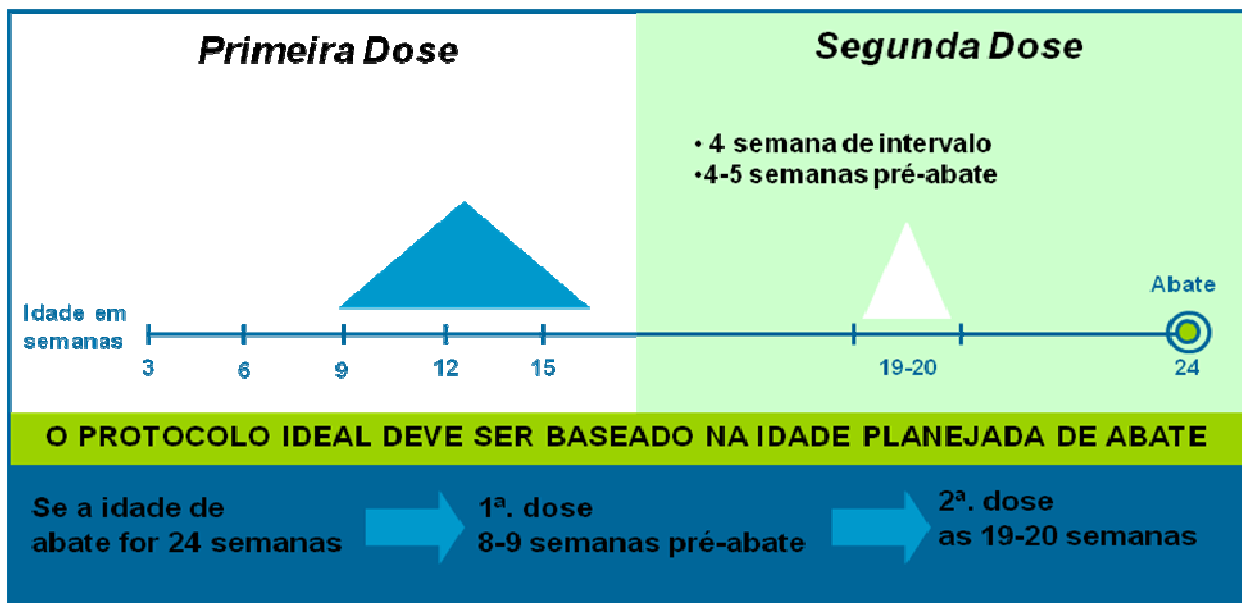 Primeira Dose
Segunda Dose
• 4 semana de intervalo
•4-5 semanas pré-abate
Abate
Idade em
semanas
3
6
9
12
15
19-20
24
O PROTOCOLO IDEAL DEVE SER BASEADO NA IDADE PLANEJADA DE ABATE
Se a idade de
abate for 24 semanas
1ª. dose
8-9 semanas pré-abate
2ª. dose
as 19-20 semanas